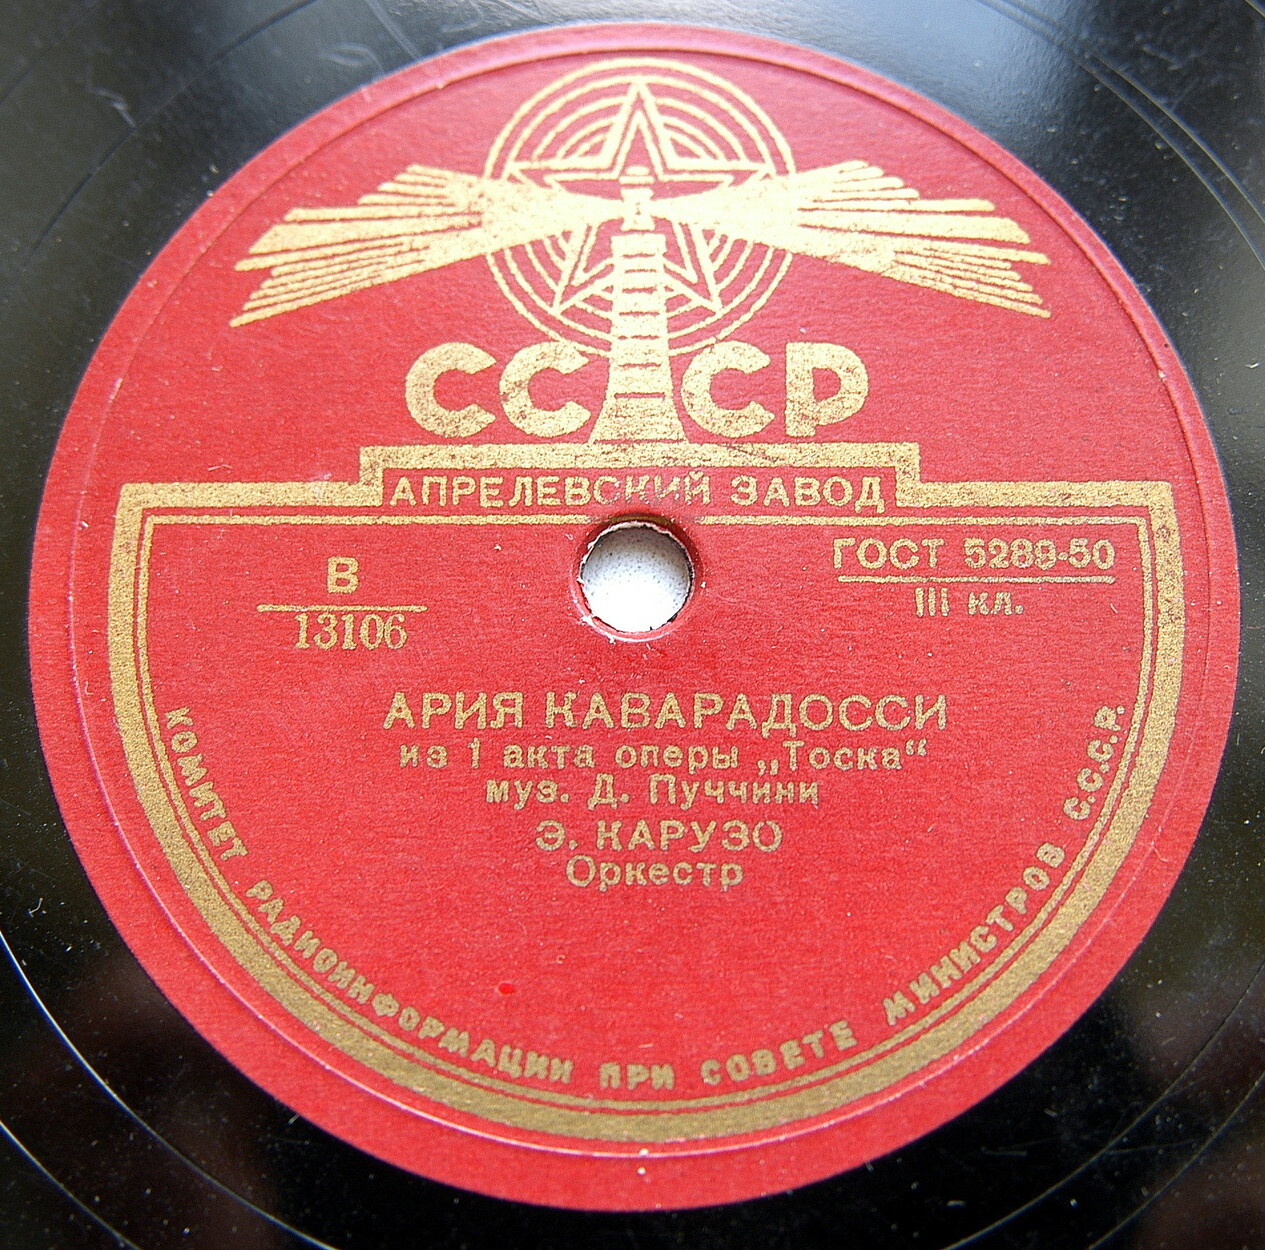 СССР
АПРЕЛЕВСКИЙ ЗАВОД
В
13106
ГОСТ 5289-50
III кл.
АРИЯ КАВАРАДОССИ
из 1 акта оперы „Тоска“
муз. Д. Пуччини
Э. КАРУЗО
Оркестр
КОМИТЕТ РАДИОИНФОРМАЦИИ ПРИ СОВЕТЕ МИНИСТРОВ С.С.С.Р.